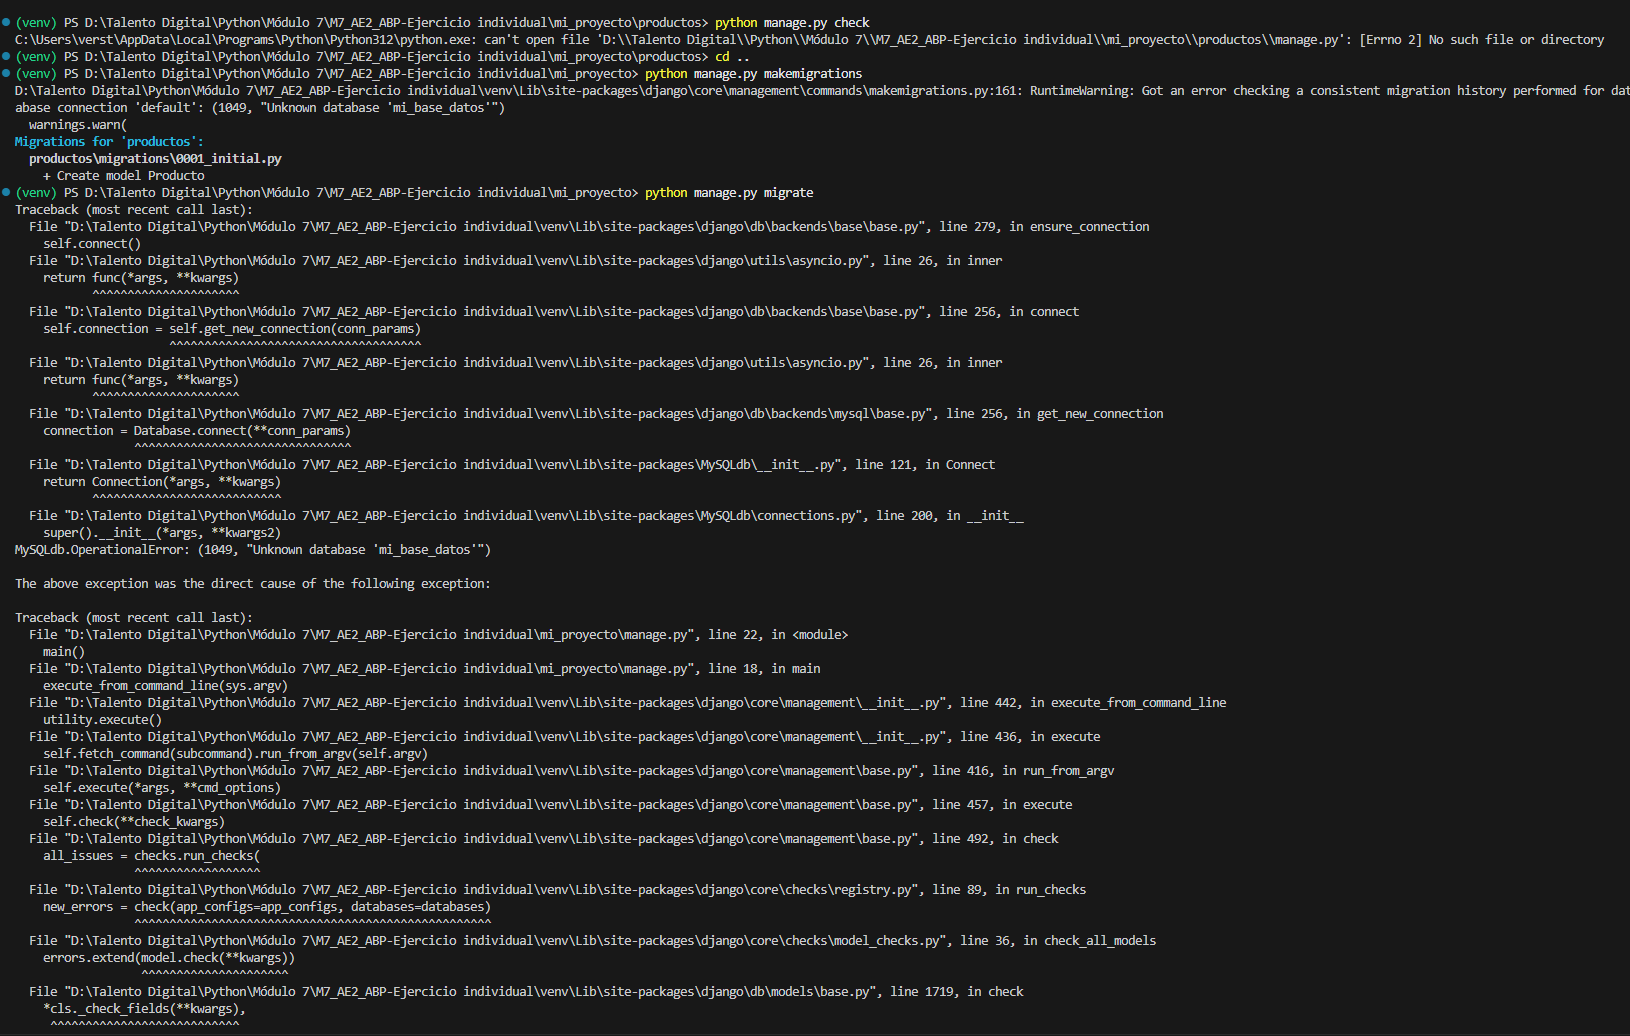 (venv) PS D:\Talento Digital\Python\Módulo 7\M7_AE2_ABP-Ejercicio individual\mi_proyecto\productos> python manage.py check
C:\Users\verst\AppData\Local\Programs\Python\Python312\python.exe: can't open file 'D:\\Talento Digital\\Python\\Módulo 7\\M7_AE2_ABP-Ejercicio individual\\mi_proyecto\\productos\\manage.py': [Errno 2] No such file or directory
(venv) PS D:\Talento Digital\Python\Módulo 7\M7_AE2_ABP-Ejercicio individual\mi_proyecto\productos> cd ..
(venv) PS D:\Talento Digital\Python\Módulo 7\M7_AE2_ABP-Ejercicio individual\mi_proyecto> python manage.py makemigrations
D:\Talento Digital\Python\Módulo 7\M7_AE2_ABP-Ejercicio individual\venv\Lib\site-packages\django\core\management\commands\makemigrations.py:161: RuntimeWarning: Got an error checking a consistent migration history performed for dat
abase connection 'default': (1049, "Unknown database 'mi_base_datos'")
  warnings.warn(
Migrations for 'productos':
  productos\migrations\0001_initial.py
    + Create model Producto
(venv) PS D:\Talento Digital\Python\Módulo 7\M7_AE2_ABP-Ejercicio individual\mi_proyecto> python manage.py migrate
Traceback (most recent call last):
  File "D:\Talento Digital\Python\Módulo 7\M7_AE2_ABP-Ejercicio individual\venv\Lib\site-packages\django\db\backends\base\base.py", line 279, in ensure_connection
    self.connect()
  File "D:\Talento Digital\Python\Módulo 7\M7_AE2_ABP-Ejercicio individual\venv\Lib\site-packages\django\utils\asyncio.py", line 26, in inner
    return func(*args, **kwargs)
           ^^^^^^^^^^^^^^^^^^^^^
  File "D:\Talento Digital\Python\Módulo 7\M7_AE2_ABP-Ejercicio individual\venv\Lib\site-packages\django\db\backends\base\base.py", line 256, in connect
    self.connection = self.get_new_connection(conn_params)
                      ^^^^^^^^^^^^^^^^^^^^^^^^^^^^^^^^^^^^
  File "D:\Talento Digital\Python\Módulo 7\M7_AE2_ABP-Ejercicio individual\venv\Lib\site-packages\django\utils\asyncio.py", line 26, in inner
    return func(*args, **kwargs)
           ^^^^^^^^^^^^^^^^^^^^^
  File "D:\Talento Digital\Python\Módulo 7\M7_AE2_ABP-Ejercicio individual\venv\Lib\site-packages\django\db\backends\mysql\base.py", line 256, in get_new_connection
    connection = Database.connect(**conn_params)
                 ^^^^^^^^^^^^^^^^^^^^^^^^^^^^^^^
  File "D:\Talento Digital\Python\Módulo 7\M7_AE2_ABP-Ejercicio individual\venv\Lib\site-packages\MySQLdb\__init__.py", line 121, in Connect
    return Connection(*args, **kwargs)
           ^^^^^^^^^^^^^^^^^^^^^^^^^^^
  File "D:\Talento Digital\Python\Módulo 7\M7_AE2_ABP-Ejercicio individual\venv\Lib\site-packages\MySQLdb\connections.py", line 200, in __init__
    super().__init__(*args, **kwargs2)
MySQLdb.OperationalError: (1049, "Unknown database 'mi_base_datos'")

The above exception was the direct cause of the following exception:

Traceback (most recent call last):
  File "D:\Talento Digital\Python\Módulo 7\M7_AE2_ABP-Ejercicio individual\mi_proyecto\manage.py", line 22, in <module>
    main()
  File "D:\Talento Digital\Python\Módulo 7\M7_AE2_ABP-Ejercicio individual\mi_proyecto\manage.py", line 18, in main
    execute_from_command_line(sys.argv)
  File "D:\Talento Digital\Python\Módulo 7\M7_AE2_ABP-Ejercicio individual\venv\Lib\site-packages\django\core\management\__init__.py", line 442, in execute_from_command_line
    utility.execute()
  File "D:\Talento Digital\Python\Módulo 7\M7_AE2_ABP-Ejercicio individual\venv\Lib\site-packages\django\core\management\__init__.py", line 436, in execute
    self.fetch_command(subcommand).run_from_argv(self.argv)
  File "D:\Talento Digital\Python\Módulo 7\M7_AE2_ABP-Ejercicio individual\venv\Lib\site-packages\django\core\management\base.py", line 416, in run_from_argv
    self.execute(*args, **cmd_options)
  File "D:\Talento Digital\Python\Módulo 7\M7_AE2_ABP-Ejercicio individual\venv\Lib\site-packages\django\core\management\base.py", line 457, in execute
    self.check(**check_kwargs)
  File "D:\Talento Digital\Python\Módulo 7\M7_AE2_ABP-Ejercicio individual\venv\Lib\site-packages\django\core\management\base.py", line 492, in check
    all_issues = checks.run_checks(
                 ^^^^^^^^^^^^^^^^^^
  File "D:\Talento Digital\Python\Módulo 7\M7_AE2_ABP-Ejercicio individual\venv\Lib\site-packages\django\core\checks\registry.py", line 89, in run_checks
    new_errors = check(app_configs=app_configs, databases=databases)
                 ^^^^^^^^^^^^^^^^^^^^^^^^^^^^^^^^^^^^^^^^^^^^^^^^^^^
  File "D:\Talento Digital\Python\Módulo 7\M7_AE2_ABP-Ejercicio individual\venv\Lib\site-packages\django\core\checks\model_checks.py", line 36, in check_all_models
    errors.extend(model.check(**kwargs))
                  ^^^^^^^^^^^^^^^^^^^^^
  File "D:\Talento Digital\Python\Módulo 7\M7_AE2_ABP-Ejercicio individual\venv\Lib\site-packages\django\db\models\base.py", line 1719, in check
    *cls._check_fields(**kwargs),
     ^^^^^^^^^^^^^^^^^^^^^^^^^^^